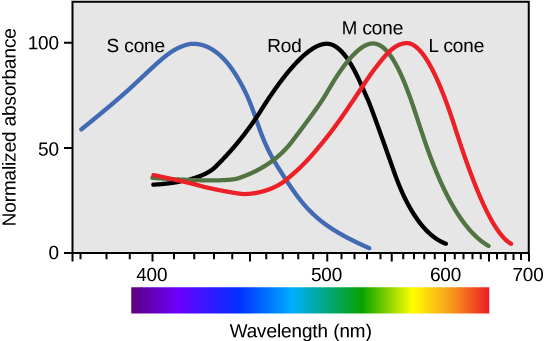 M cone
S cone Rod L cone
Normalized absorbance
100
50
0
400 500 600 700
Wavelength (nm)